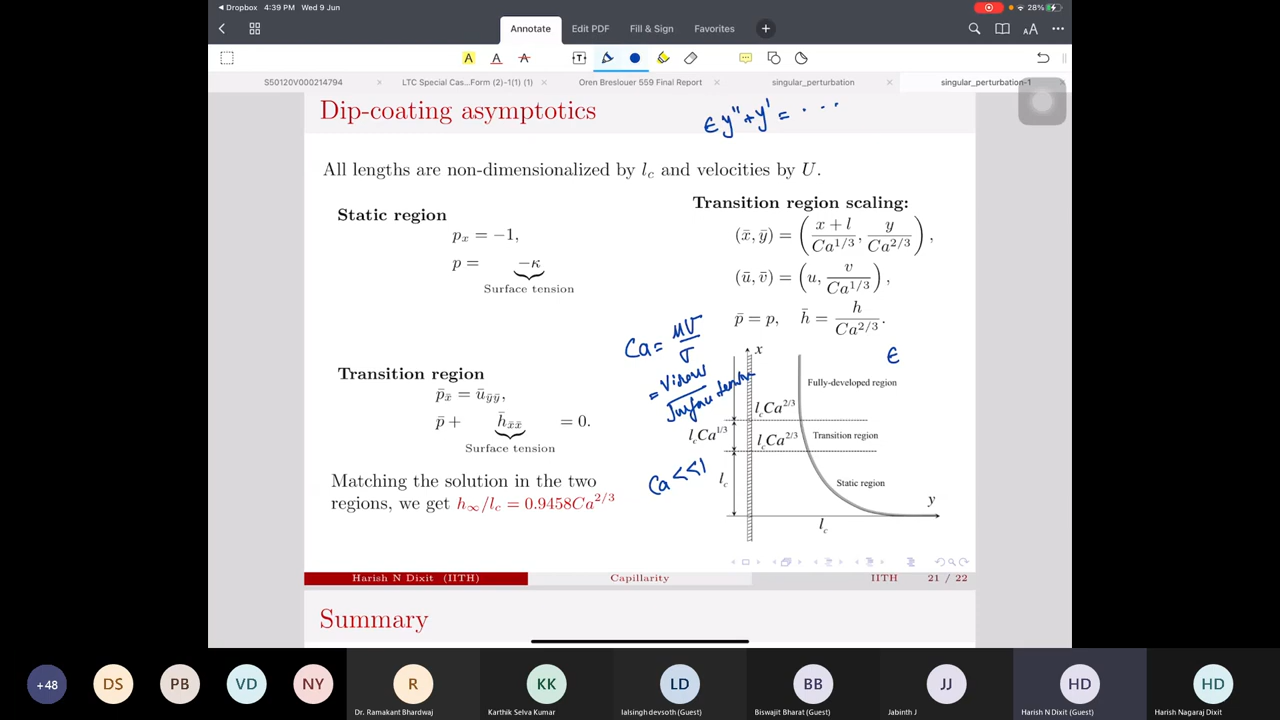 Dropbox 4:39 PM Wed 9 Jun 28%
Annotate Edit PDF Fill & Sign Favorites
S50120V000214794 LTC Special Cas...Form (2)-1(1) (1) Oren Breslouer 559 Final Report singular_perturbation singular_perturbation-1
Dip-coating asymptotics
ϵy'' + y' = ...
All lengths are non-dimensionalized by l_c and velocities by U.
Static region
p_x = −1,
p = −κ
Surface tension
Transition region scaling:
(x̄, ȳ) = ( (x + l)/Ca^{1/3}, y/Ca^{2/3} ),
(ū, v̄) = ( u, v/Ca^{1/3} ),
p̄ = p, h̄ = h/Ca^{2/3}.
Ca = μU/σ
= Viscous/Surface tension
Ca << 1
Transition region
p̄_x̄ = ū_ȳȳ,
p̄ + h̄_x̄x̄ = 0.
Surface tension
Matching the solution in the two
regions, we get h_∞/l_c = 0.9458Ca^{2/3}
x
ϵ
Fully-developed region
l_c Ca^{2/3}
l_c Ca^{1/3} l_c Ca^{2/3} Transition region
l_c Static region
y
l_c
Harish N Dixit (IITH) Capillarity IITH 21 / 22
Summary
+48 DS PB VD NY R KK LD BB JJ HD HD
Dr. Ramakant Bhardwaj Karthik Selva Kumar lalsingh devsoth (Guest) Biswajit Bharat (Guest) Jabinth J Harish N Dixit (Guest) Harish Nagaraj Dixit